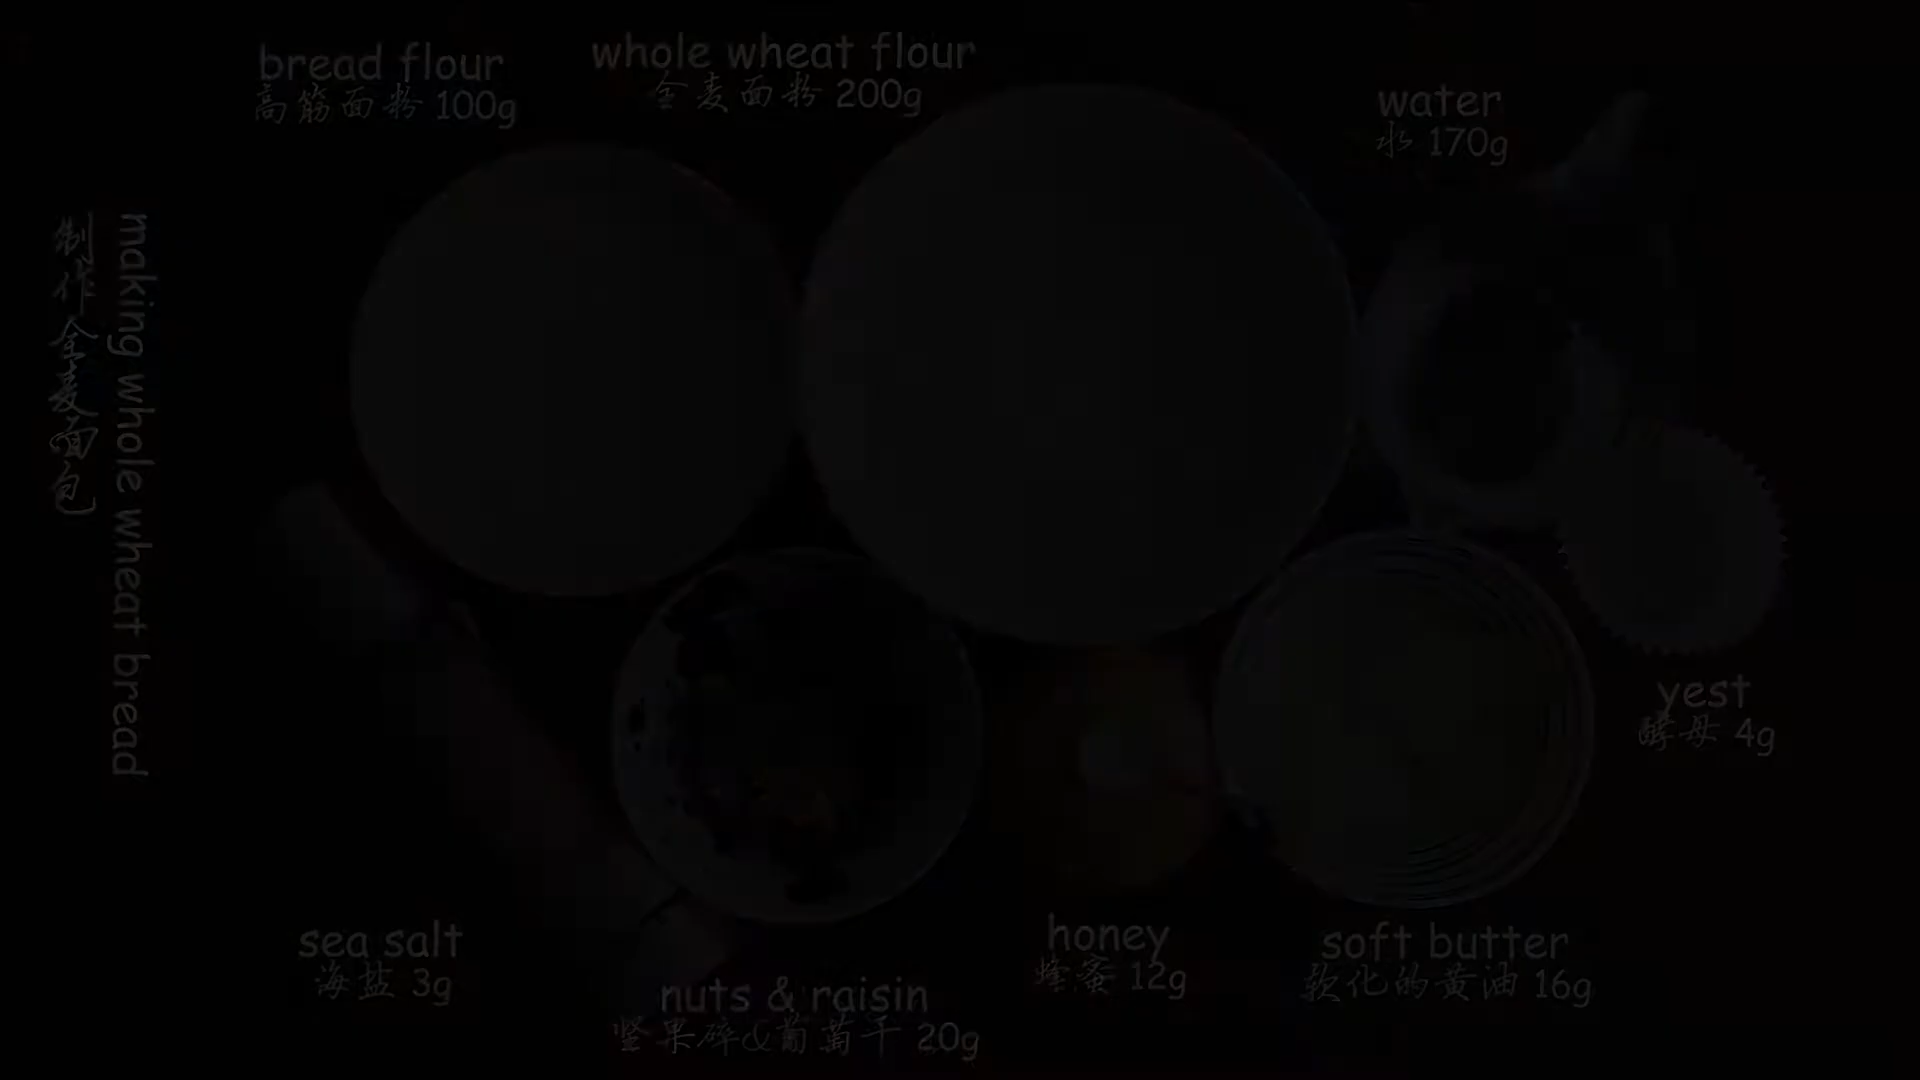 bread flour
高筋面粉 100g
whole wheat flour
全麦面粉 200g
water
水 170g
making whole wheat bread
制作全麦面包
yest
酵母 4g
sea salt
海盐 3g
nuts & raisin
坚果碎&葡萄干 20g
honey
蜂蜜 12g
soft butter
软化的黄油 16g